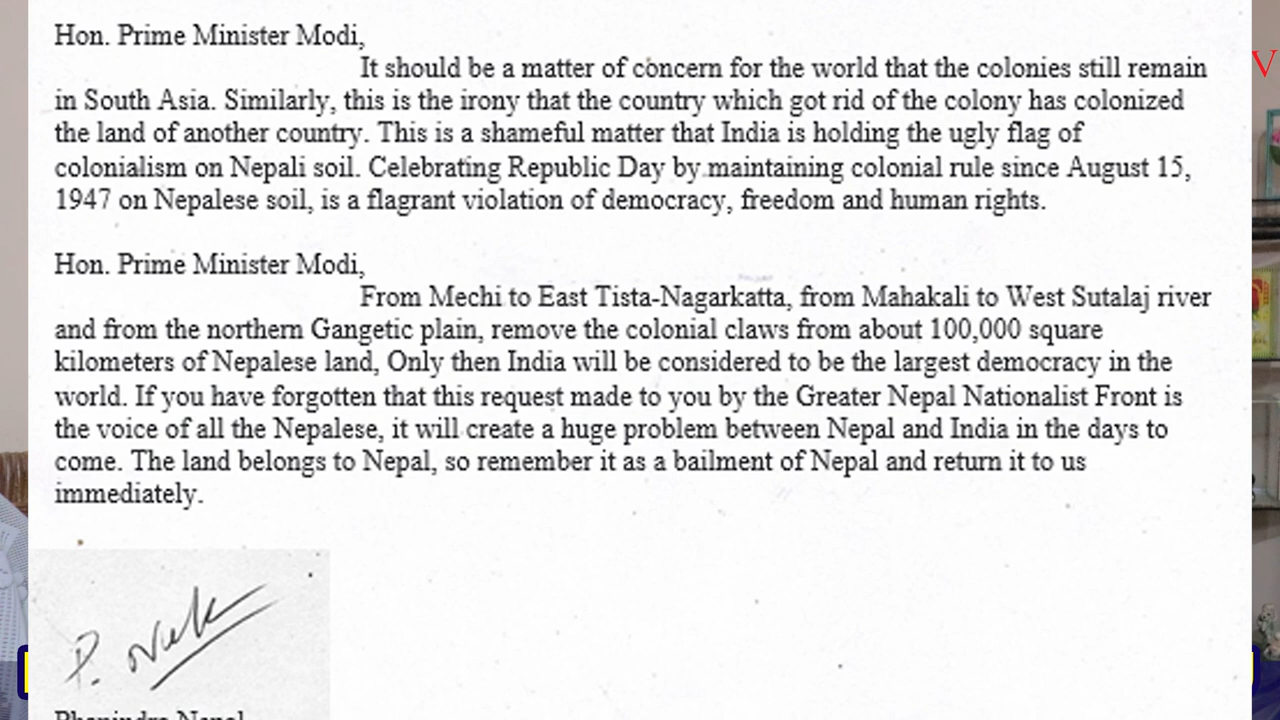 Hon. Prime Minister Modi,
It should be a matter of concern for the world that the colonies still remain
in South Asia. Similarly, this is the irony that the country which got rid of the colony has colonized
the land of another country. This is a shameful matter that India is holding the ugly flag of
colonialism on Nepali soil. Celebrating Republic Day by maintaining colonial rule since August 15,
1947 on Nepalese soil, is a flagrant violation of democracy, freedom and human rights.
Hon. Prime Minister Modi,
From Mechi to East Tista-Nagarkatta, from Mahakali to West Sutalaj river
and from the northern Gangetic plain, remove the colonial claws from about 100,000 square
kilometers of Nepalese land, Only then India will be considered to be the largest democracy in the
world. If you have forgotten that this request made to you by the Greater Nepal Nationalist Front is
the voice of all the Nepalese, it will create a huge problem between Nepal and India in the days to
come. The land belongs to Nepal, so remember it as a bailment of Nepal and return it to us
immediately.
P.
Phanindra Nepal
V